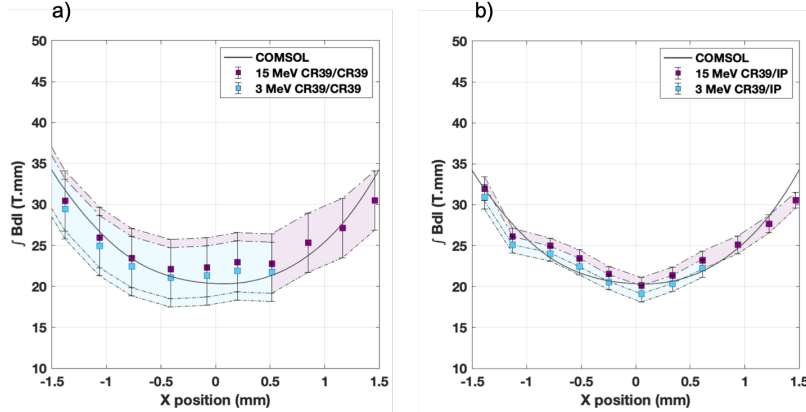 a)
50
45
40
35
30
25
20
15
10
∫ Bdl (T.mm)
COMSOL
15 MeV CR39/CR39
3 MeV CR39/CR39
-1.5 -1 -0.5 0 0.5 1 1.5
X position (mm)
b)
50
45
40
35
30
25
20
15
10
∫ Bdl (T.mm)
COMSOL
15 MeV CR39/IP
3 MeV CR39/IP
-1.5 -1 -0.5 0 0.5 1 1.5
X position (mm)